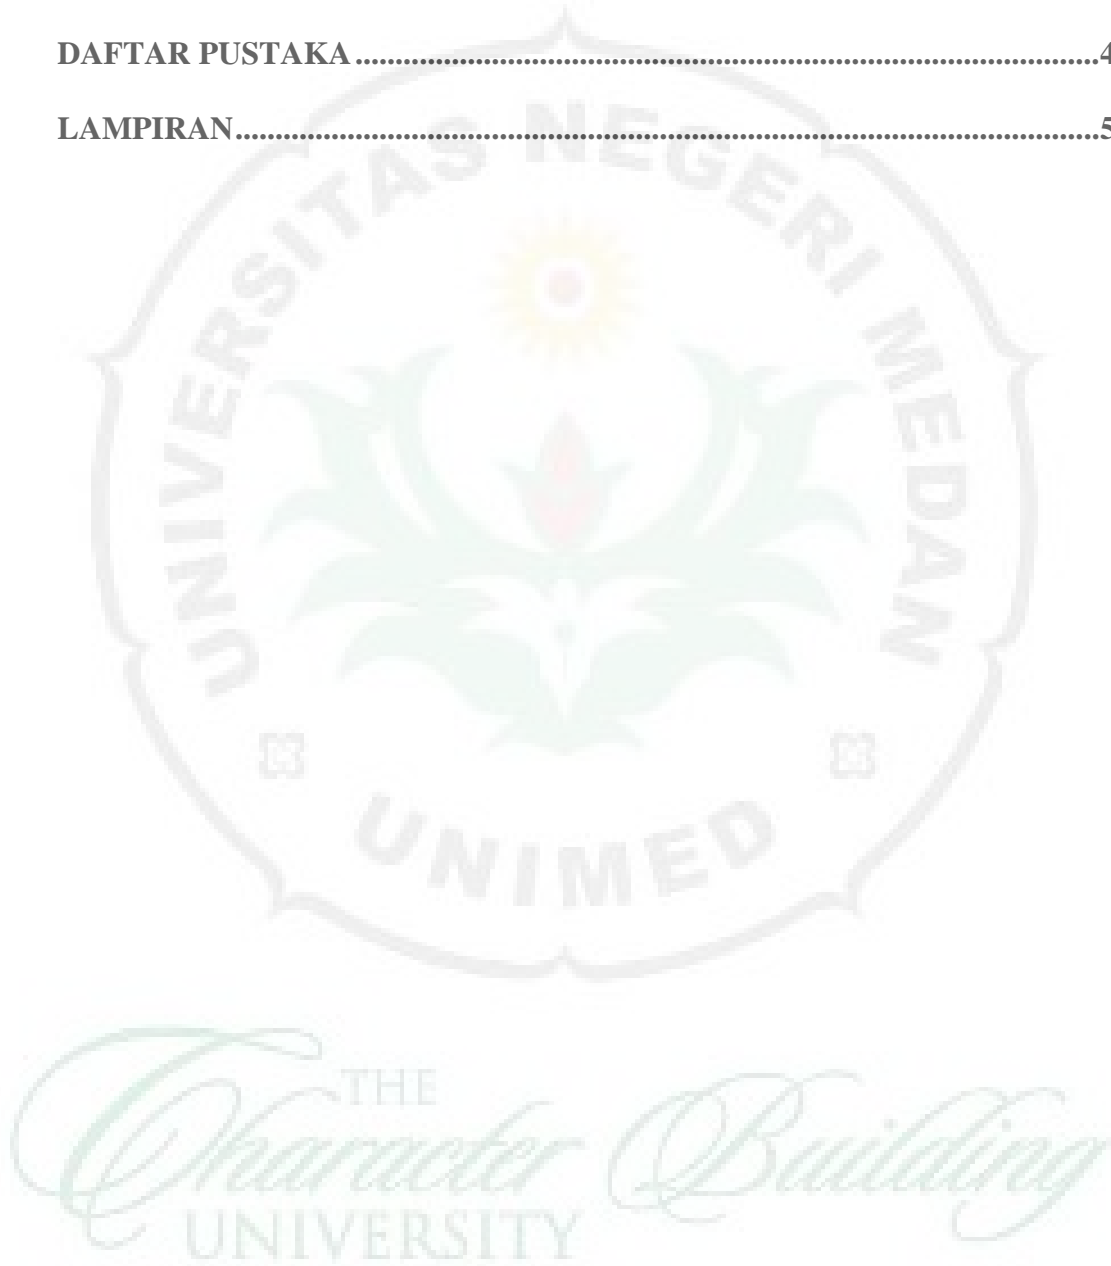 DAFTAR PUSTAKA..............................................................................................4
LAMPIRAN.............................................................................................................5
UNIVERSITAS NEGERI MEDAN
UNIMED
THE
Character Building
UNIVERSITY